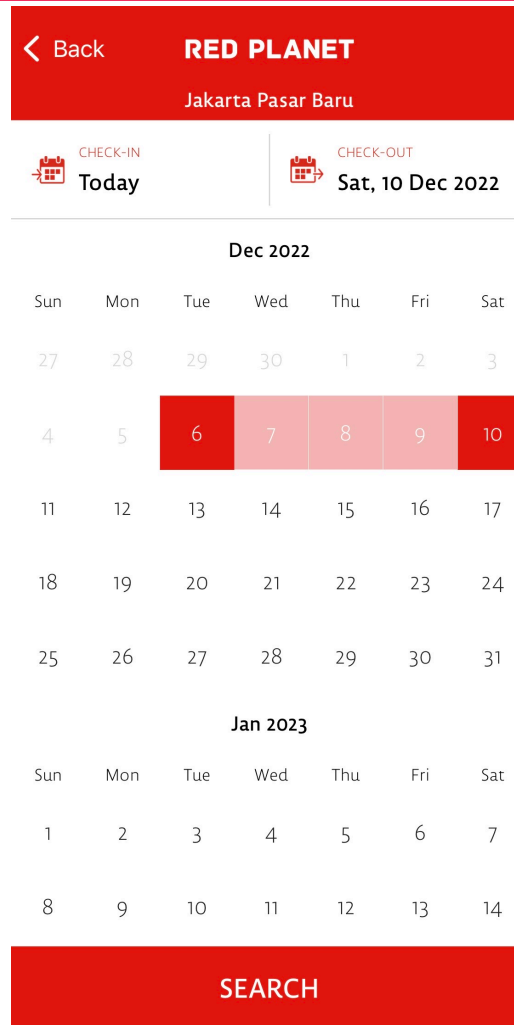 Back RED PLANET
Jakarta Pasar Baru
CHECK-IN CHECK-OUT
Today Sat, 10 Dec 2022
Dec 2022
Sun Mon Tue Wed Thu Fri Sat
27 28 29 30 1 2 3
4 5 6 7 8 9 10
11 12 13 14 15 16 17
18 19 20 21 22 23 24
25 26 27 28 29 30 31
Jan 2023
Sun Mon Tue Wed Thu Fri Sat
1 2 3 4 5 6 7
8 9 10 11 12 13 14
SEARCH